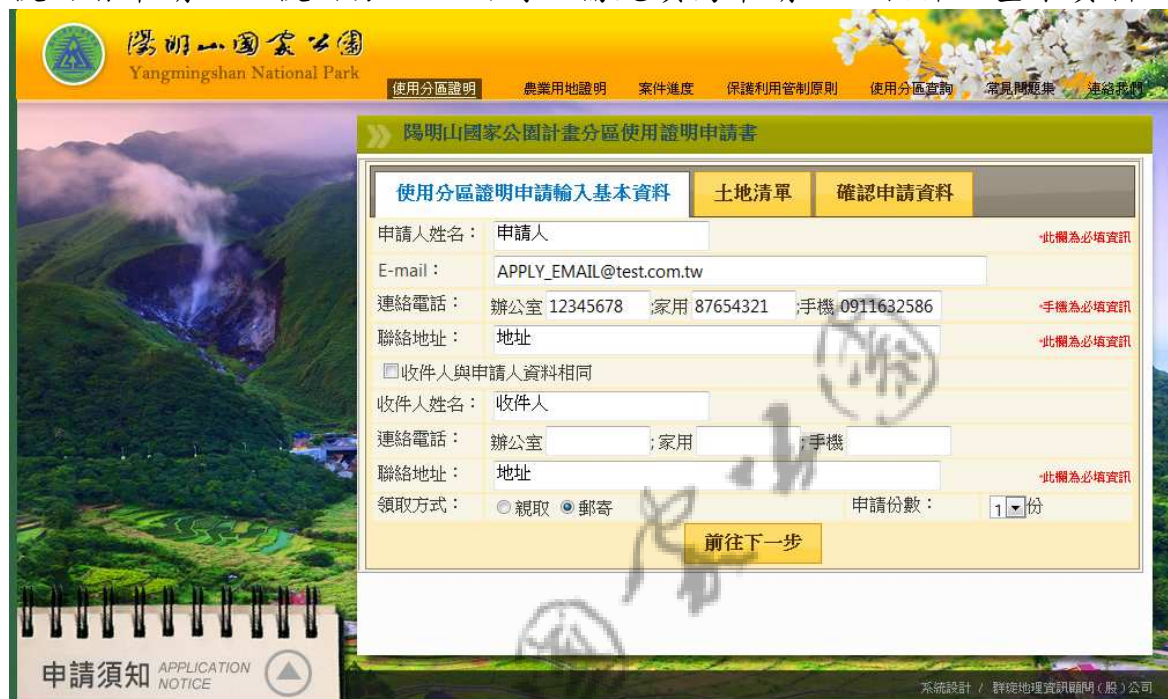 陽明山國家公園
Yangmingshan National Park
使用分區證明 農業用地證明 案件進度 保護利用管制原則 使用分區查詢 常見問題集 連絡我們
陽明山國家公園計畫分區使用證明申請書
使用分區證明申請輸入基本資料 土地清單 確認申請資料
申請人姓名： 申請人 *此欄為必填資訊
E-mail： APPLY_EMAIL@test.com.tw
連絡電話： 辦公室 12345678 ;家用 87654321 ;手機 0911632586 *手機為必填資訊
聯絡地址： 地址 *此欄為必填資訊
收件人與申請人資料相同
收件人姓名： 收件人
連絡電話： 辦公室 ;家用 ;手機
聯絡地址： 地址 *此欄為必填資訊
領取方式： 親取 郵寄 申請份數： 1 份
前往下一步
申請須知 APPLICATION NOTICE
系統設計 / 群琁地理資訊顧問(股)公司